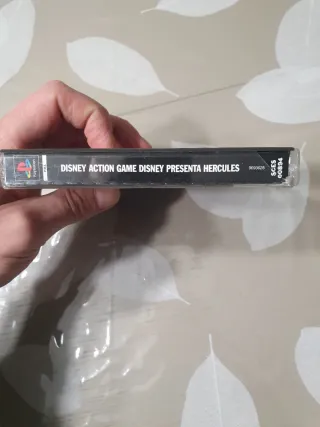 DISNEY ACTION GAME DISNEY PRESENTA HERCULES
SCES
00894